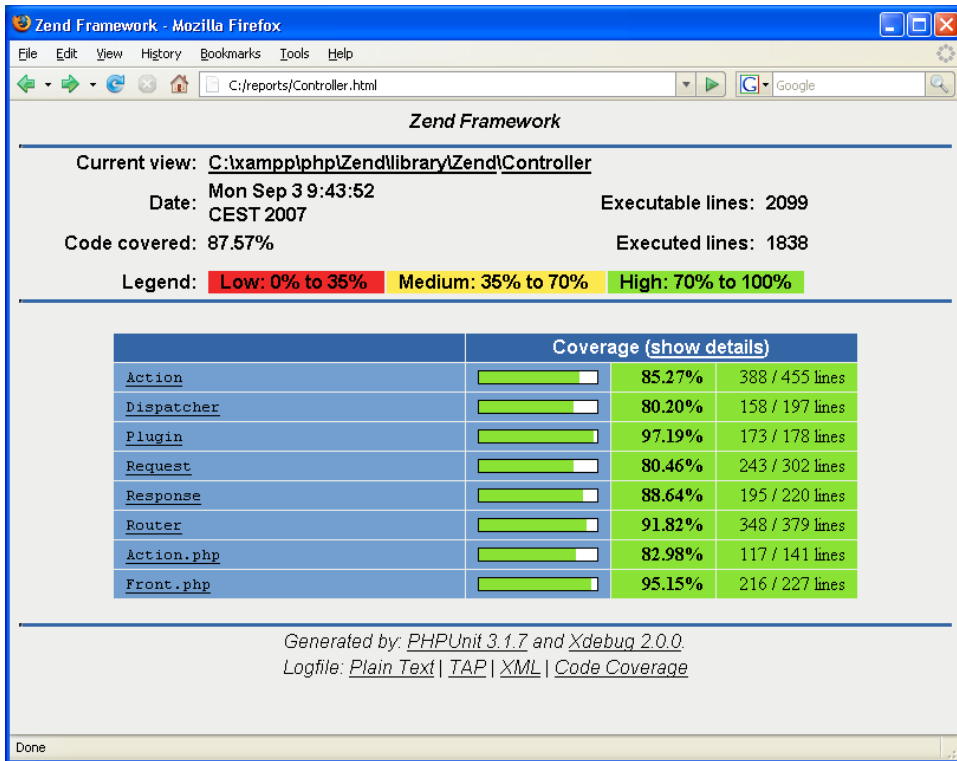 Zend Framework - Mozilla Firefox
File Edit View History Bookmarks Tools Help
C:/reports/Controller.html
G Google
Zend Framework
Current view: C:\xampp\php\Zend\library\Zend\Controller
Date: Mon Sep 3 9:43:52 CEST 2007 Executable lines: 2099
Code covered: 87.57% Executed lines: 1838
Legend: Low: 0% to 35% Medium: 35% to 70% High: 70% to 100%
Coverage (show details)
Action 85.27% 388 / 455 lines
Dispatcher 80.20% 158 / 197 lines
Plugin 97.19% 173 / 178 lines
Request 80.46% 243 / 302 lines
Response 88.64% 195 / 220 lines
Router 91.82% 348 / 379 lines
Action.php 82.98% 117 / 141 lines
Front.php 95.15% 216 / 227 lines
Generated by: PHPUnit 3.1.7 and Xdebug 2.0.0.
Logfile: Plain Text | TAP | XML | Code Coverage
Done